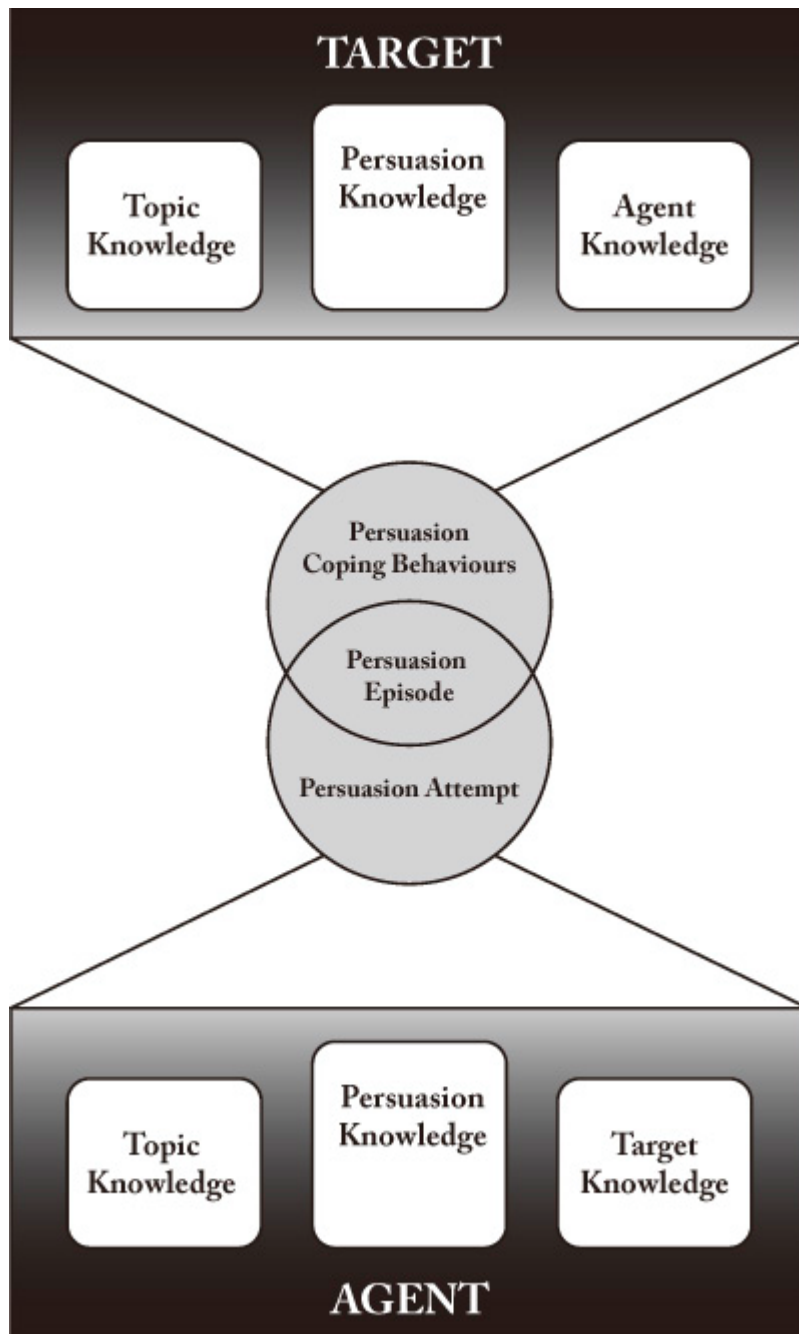 TARGET
Topic
Knowledge
Persuasion
Knowledge
Agent
Knowledge
Persuasion
Coping Behaviours
Persuasion
Episode
Persuasion Attempt
Topic
Knowledge
Persuasion
Knowledge
Target
Knowledge
AGENT